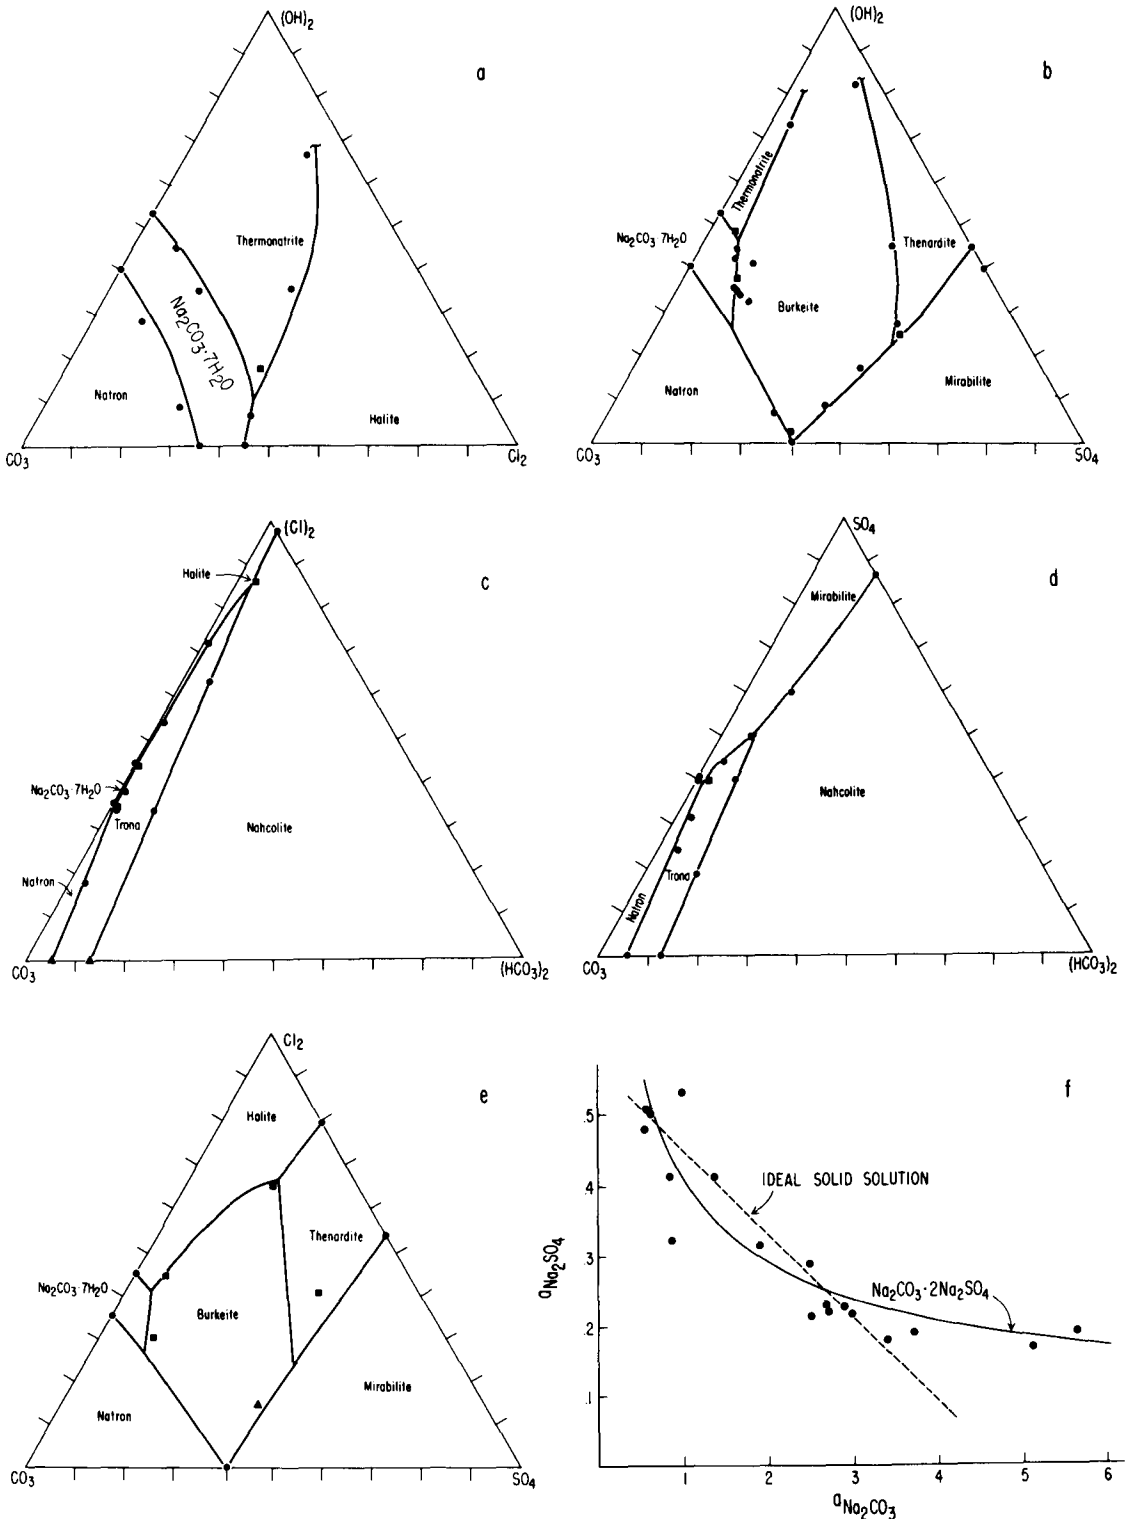 (OH)2
a
Thermonatrite
Na2CO3·7H2O
Natron
Halite
CO3
Cl2
(OH)2
b
Thermonatrite
Na2CO3·7H2O
Thenardite
Burkeite
Natron
Mirabilite
CO3
SO4
(Cl)2
Halite
c
Na2CO3·7H2O
Trona
Nahcolite
Natron
CO3
(HCO3)2
SO4
d
Mirabilite
Nahcolite
Trona
Natron
CO3
(HCO3)2
Cl2
e
Halite
Thenardite
Na2CO3·7H2O
Burkeite
Mirabilite
Natron
CO3
SO4
f
.5
IDEAL SOLID SOLUTION
.4
aNa2SO4
.3
Na2CO3·2Na2SO4
.2
.1
1 2 3 4 5 6
aNa2CO3